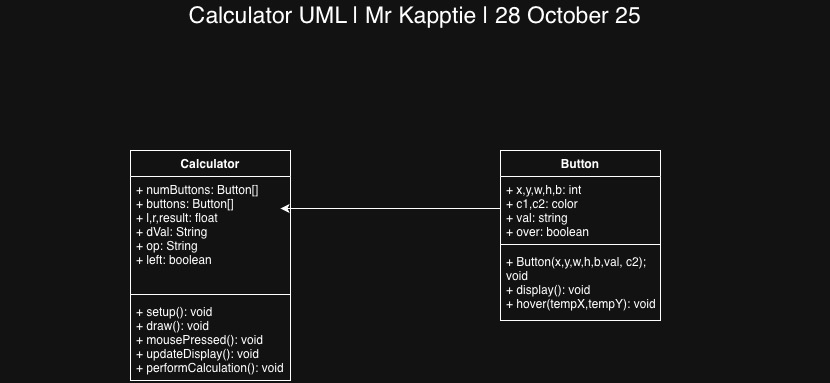 Calculator UML | Mr Kapptie | 28 October 25
Calculator
+ numButtons: Button[]
+ buttons: Button[]
+ l,r,result: float
+ dVal: String
+ op: String
+ left: boolean
+ setup(): void
+ draw(): void
+ mousePressed(): void
+ updateDisplay(): void
+ performCalculation(): void
Button
+ x,y,w,h,b: int
+ c1,c2: color
+ val: string
+ over: boolean
+ Button(x,y,w,h,b,val, c2);
void
+ display(): void
+ hover(tempX,tempY): void